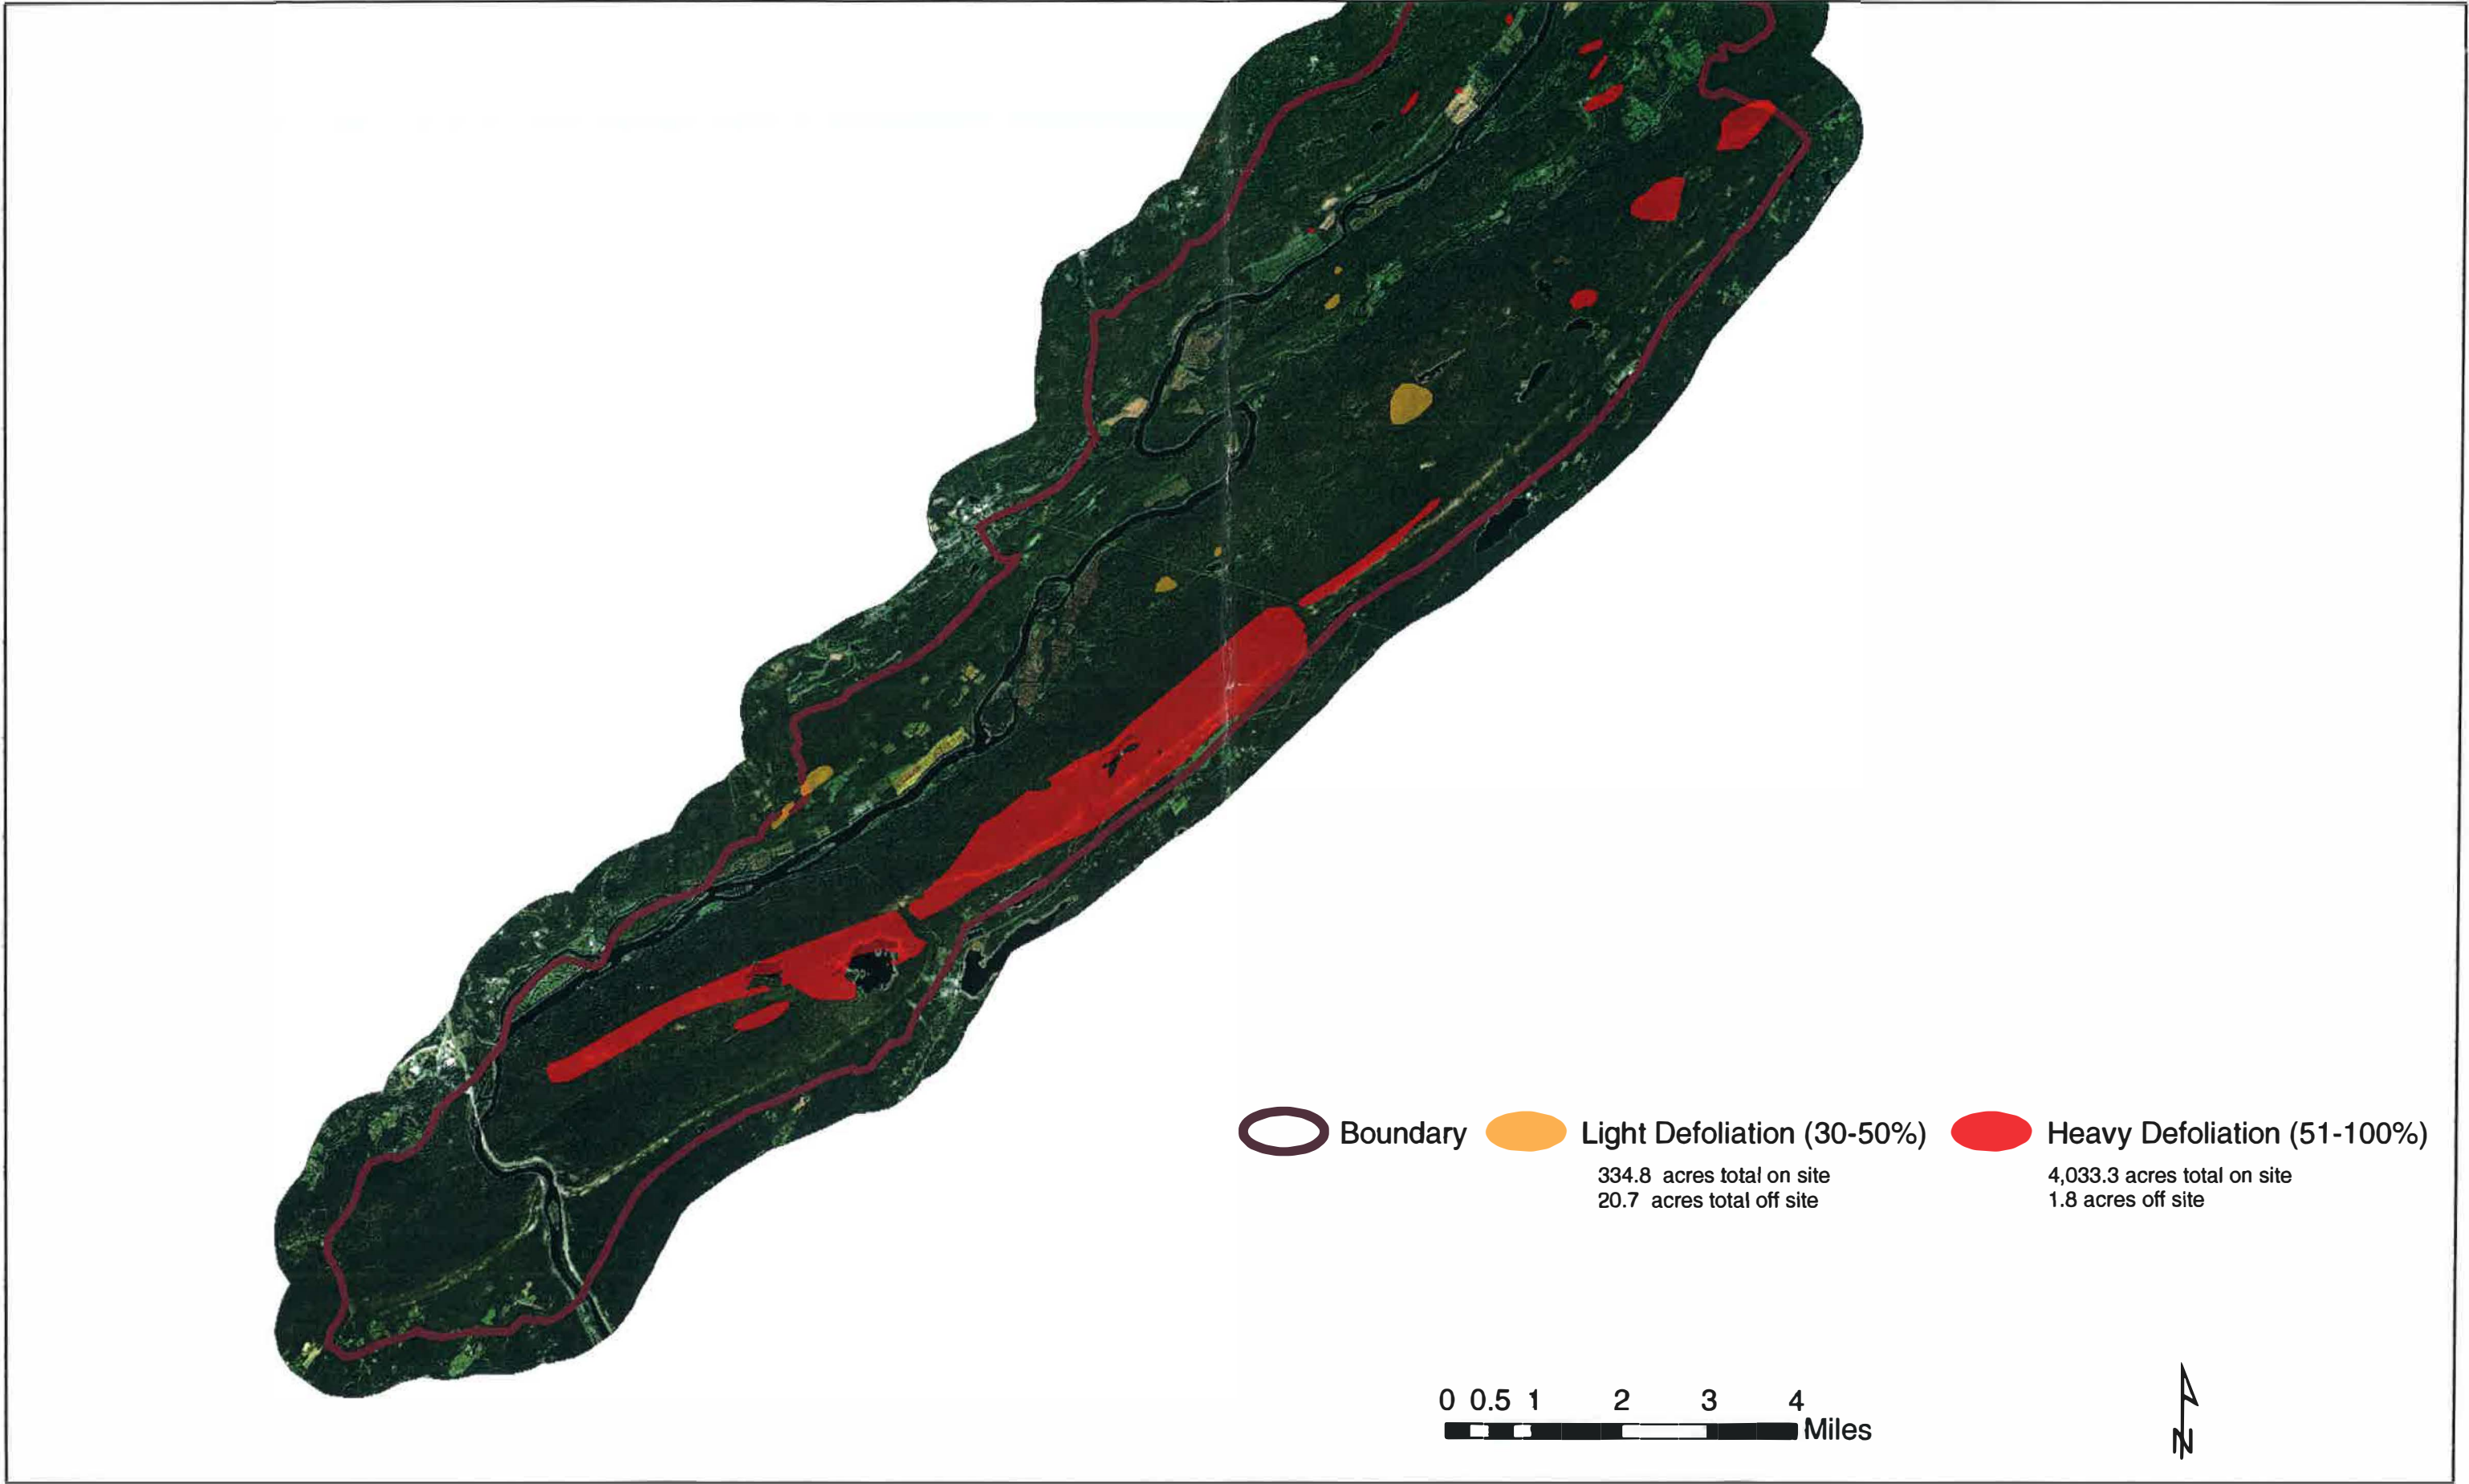 Boundary
Light Defoliation (30-50%)
334.8 acres total on site
20.7 acres total off site
Heavy Defoliation (51-100%)
4,033.3 acres total on site
1.8 acres off site
0 0.5 1 2 3 4
Miles
N